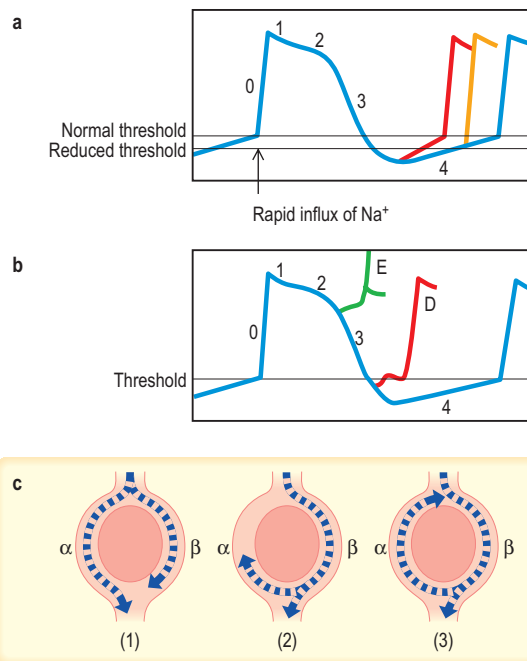 a
1
2
0
3
Normal threshold
Reduced threshold
4
Rapid influx of Na⁺
b
E
1
2
D
0
3
Threshold
4
c
α β α β α β
(1) (2) (3)